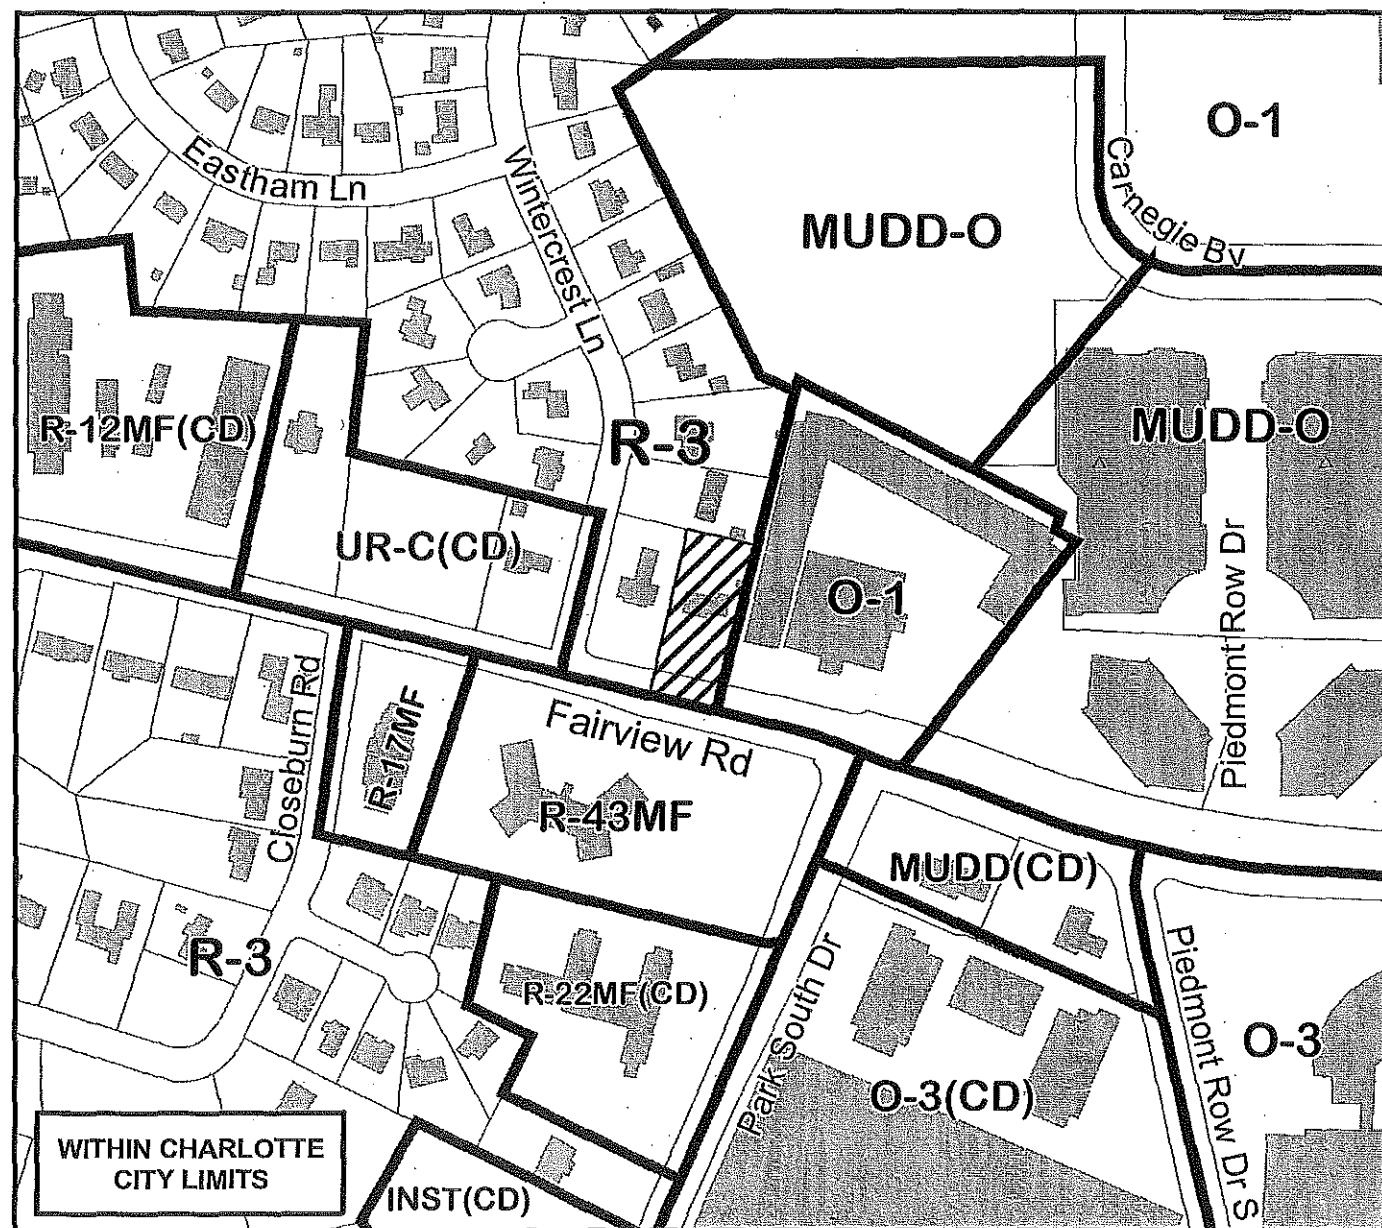 O-1
Eastham Ln
Wintercrest Ln
Carnegie Bv
MUDD-O
R-12MF(CD)
R-3
MUDD-O
UR-C(CD)
O-1
Piedmont Row Dr
Closeburn Rd
R-17MF
Fairview Rd
R-43MF
MUDD(CD)
R-3
R-22MF(CD)
Park South Dr
Piedmont Row Dr S
O-3
O-3(CD)
WITHIN CHARLOTTE
CITY LIMITS
INST(CD)